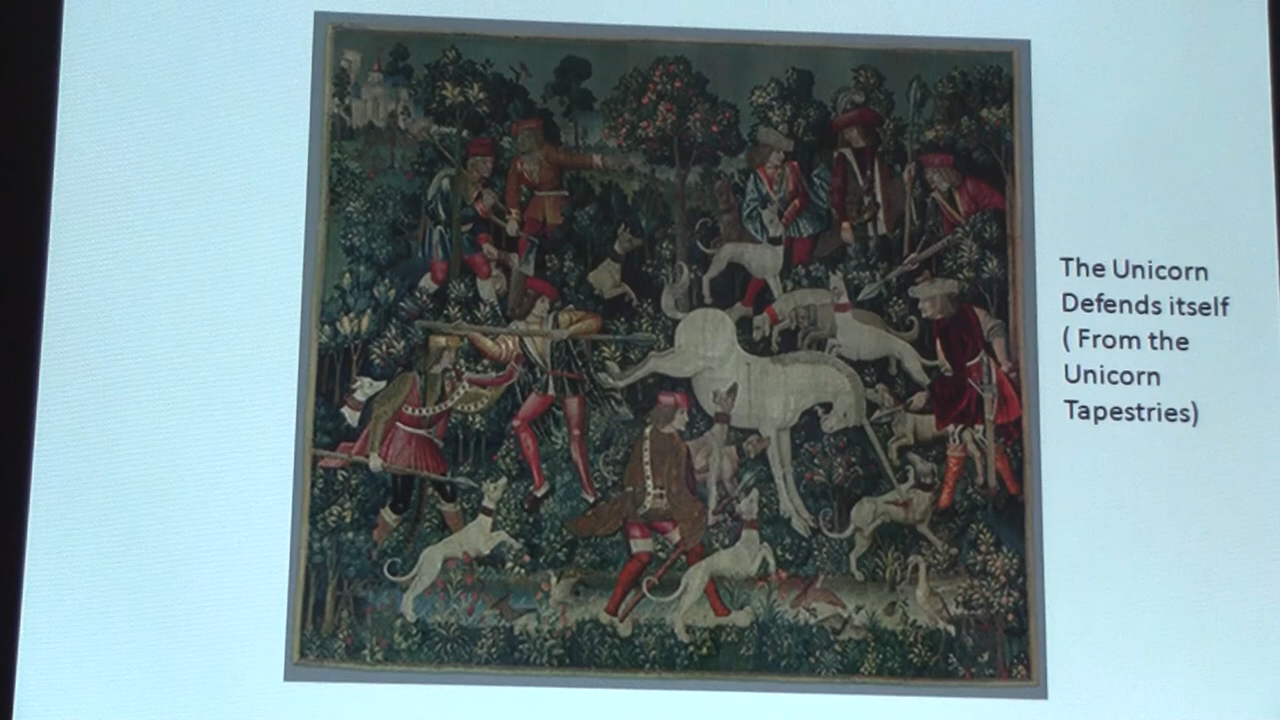 The Unicorn
Defends itself
( From the
Unicorn
Tapestries)